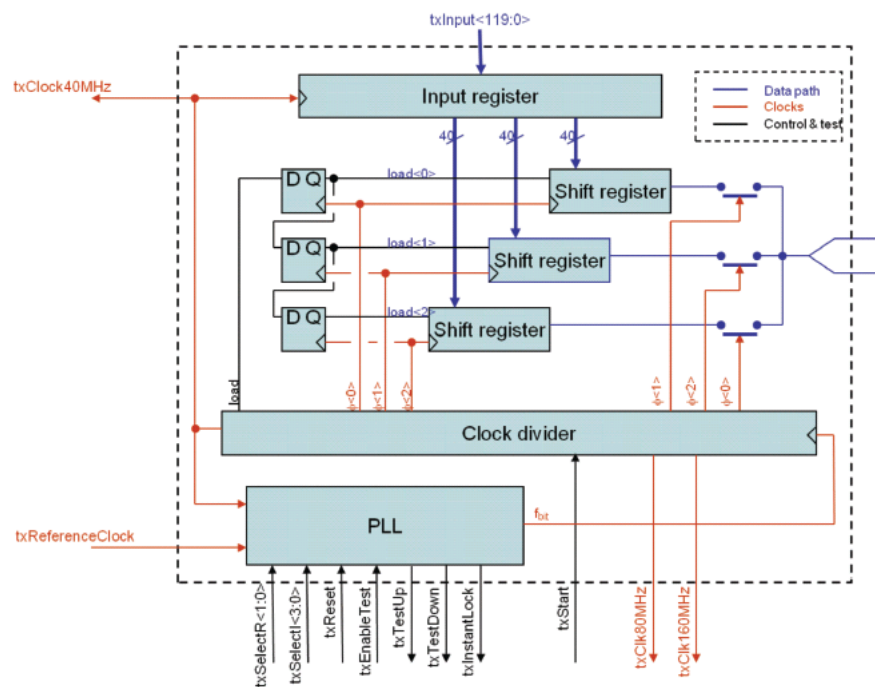 txInput<119:0>
txClock40MHz
Input register
Data path
Clocks
Control & test
40
40
40
D Q
load<0>
Shift register
D Q
load<1>
Shift register
D Q
load<2>
Shift register
load
ϕ<0>
ϕ<1>
ϕ<2>
ϕ<1>
ϕ<2>
ϕ<0>
Clock divider
PLL
fbit
txReferenceClock
txSelectR<1:0>
txSelectI<3:0>
txReset
txEnableTest
txTestUp
txTestDown
txInstantLock
txStart
txClk80MHz
txClk160MHz